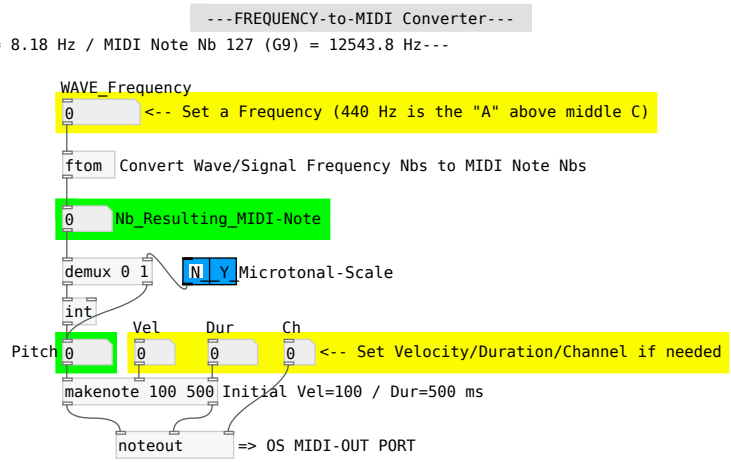 ---FREQUENCY-to-MIDI Converter---
= 8.18 Hz / MIDI Note Nb 127 (G9) = 12543.8 Hz---
WAVE_Frequency
0 <-- Set a Frequency (440 Hz is the "A" above middle C)
ftom Convert Wave/Signal Frequency Nbs to MIDI Note Nbs
0 Nb_Resulting_MIDI-Note
demux 0 1 N Y Microtonal-Scale
int
Vel Dur Ch
Pitch 0 0 0 0 <-- Set Velocity/Duration/Channel if needed
makenote 100 500 Initial Vel=100 / Dur=500 ms
noteout => OS MIDI-OUT PORT